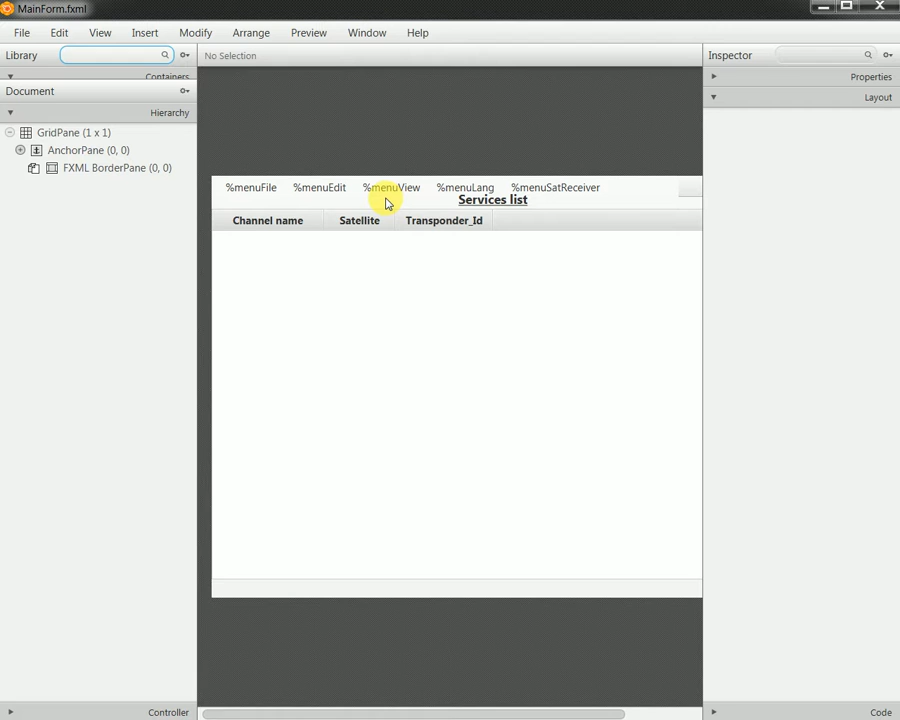 MainForm.fxml
File Edit View Insert Modify Arrange Preview Window Help
Library No Selection Inspector
Containers Properties
Document Layout
Hierarchy
GridPane (1 x 1)
AnchorPane (0, 0)
FXML BorderPane (0, 0)
%menuFile %menuEdit %menuView %menuLang %menuSatReceiver
Services list
Channel name Satellite Transponder_Id
Controller Code